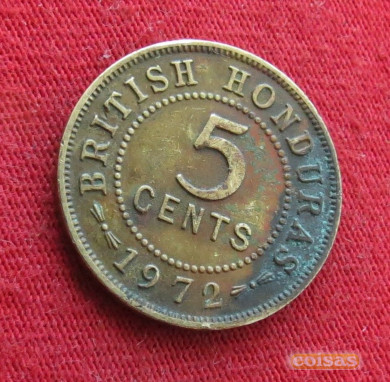 BRITISH HONDURAS
5
CENTS
1972
coisas